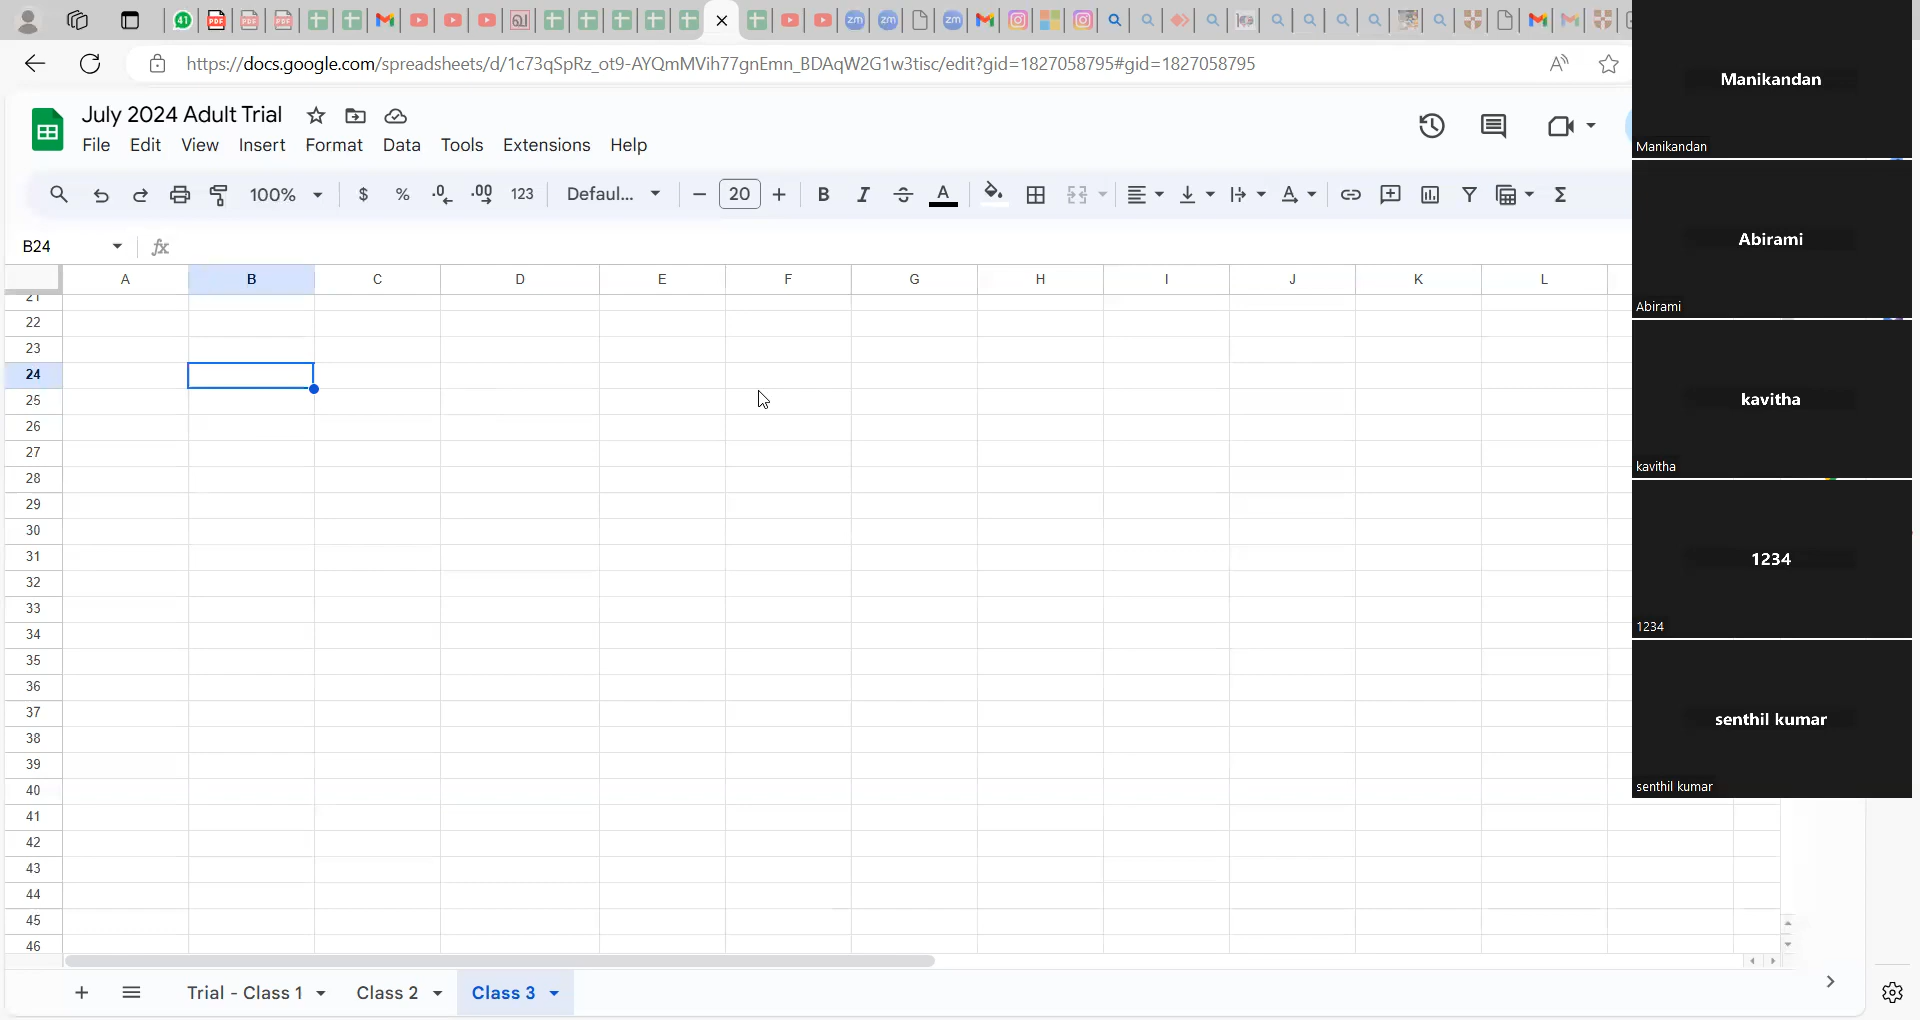 41
https://docs.google.com/spreadsheets/d/1c73qSpRz_ot9-AYQmMVih77gnEmn_BDAqW2G1w3tisc/edit?gid=1827058795#gid=1827058795
July 2024 Adult Trial
File Edit View Insert Format Data Tools Extensions Help
100% $ % .0 .00 123 Defaul... 20 B I A Σ
B24 fx
A B C D E F G H I J K L
21
22
23
24
25
26
27
28
29
30
31
32
33
34
35
36
37
38
39
40
41
42
43
44
45
46
Trial - Class 1 Class 2 Class 3
Manikandan
Manikandan
Abirami
Abirami
kavitha
kavitha
1234
1234
senthil kumar
senthil kumar